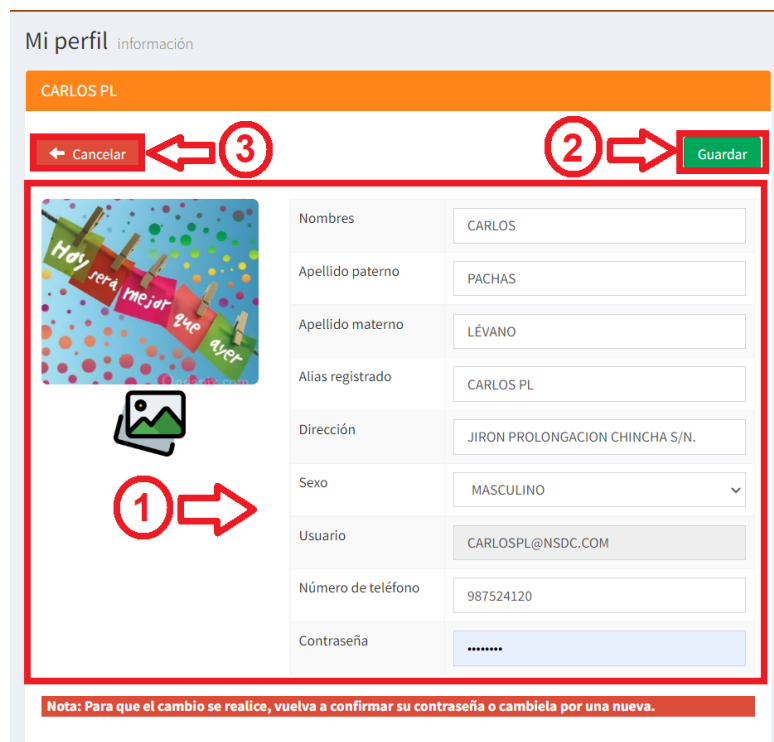 Mi perfil información
CARLOS PL
Cancelar
3
2
Guardar
Hoy será mejor que ayer
1
Nombres CARLOS
Apellido paterno PACHAS
Apellido materno LÉVANO
Alias registrado CARLOS PL
Dirección JIRON PROLONGACION CHINCHA S/N.
Sexo MASCULINO
Usuario CARLOSPL@NSDC.COM
Número de teléfono 987524120
Contraseña ••••••••
Nota: Para que el cambio se realice, vuelva a confirmar su contraseña o cambiela por una nueva.